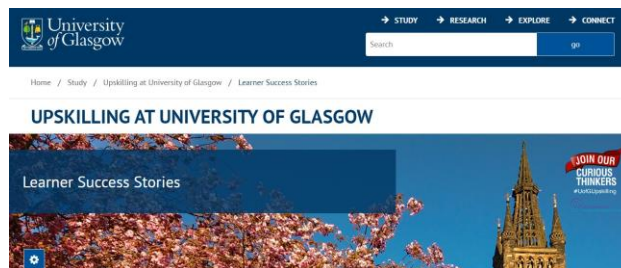 University
of Glasgow
→ STUDY → RESEARCH → EXPLORE → CONNECT
Search go
Home / Study / Upskilling at University of Glasgow / Learner Success Stories
UPSKILLING AT UNIVERSITY OF GLASGOW
Learner Success Stories
JOIN OUR
CURIOUS
THINKERS
#UofGUpskilling